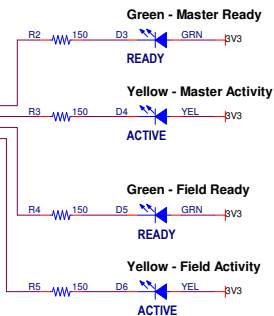 Green - Master Ready
R2 150 D3 GRN 3V3
READY
Yellow - Master Activity
R3 150 D4 YEL 3V3
ACTIVE
Green - Field Ready
R4 150 D5 GRN 3V3
READY
Yellow - Field Activity
R5 150 D6 YEL 3V3
ACTIVE